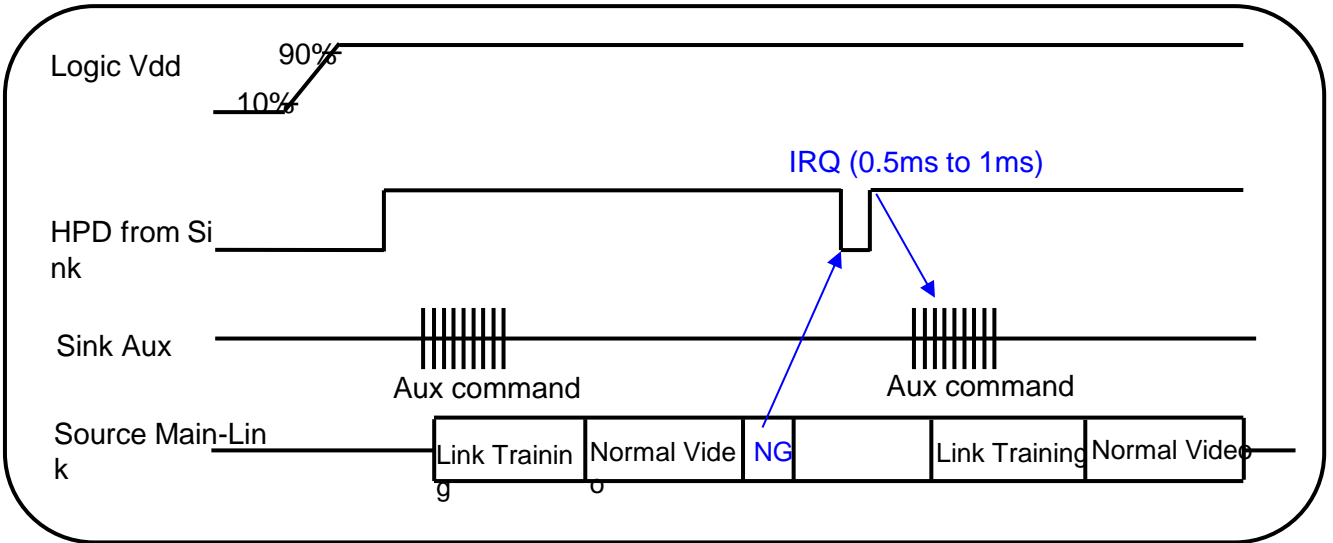 Logic Vdd
90%
10%
IRQ (0.5ms to 1ms)
HPD from Si
nk
Sink Aux
Aux command
Aux command
Source Main-Lin
k
Link Trainin
g
Normal Vide
o
NG
Link Training
Normal Video